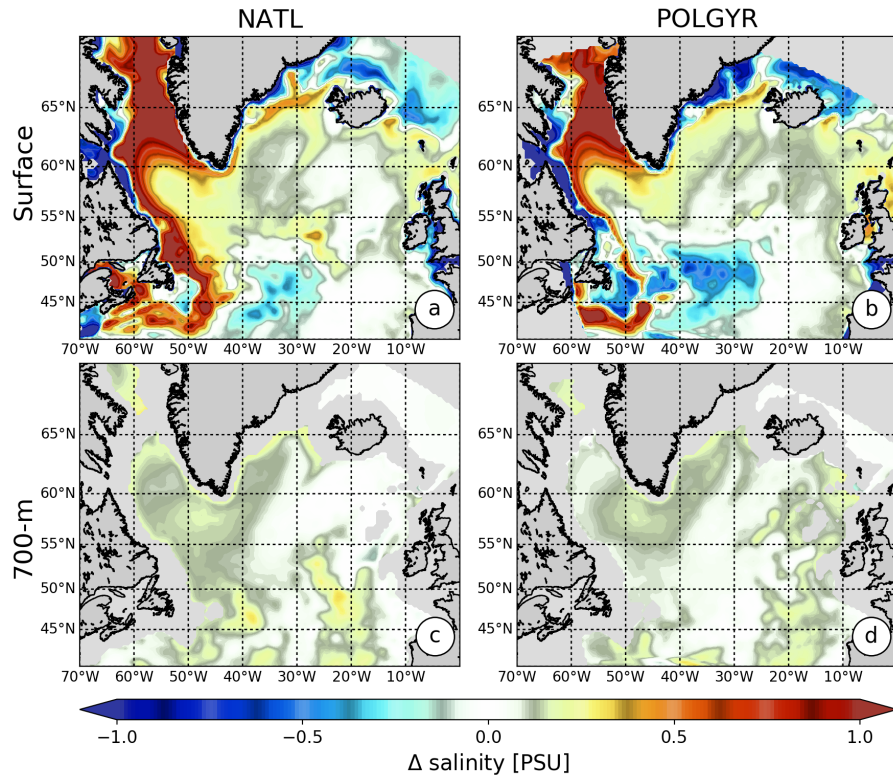 NATL POLGYR
Surface
65°N 65°N
60°N 60°N
55°N 55°N
50°N 50°N
45°N 45°N
a b
70°W 60°W 50°W 40°W 30°W 20°W 10°W 70°W 60°W 50°W 40°W 30°W 20°W 10°W
700-m
65°N 65°N
60°N 60°N
55°N 55°N
50°N 50°N
45°N 45°N
c d
70°W 60°W 50°W 40°W 30°W 20°W 10°W 70°W 60°W 50°W 40°W 30°W 20°W 10°W
−1.0 −0.5 0.0 0.5 1.0
Δ salinity [PSU]